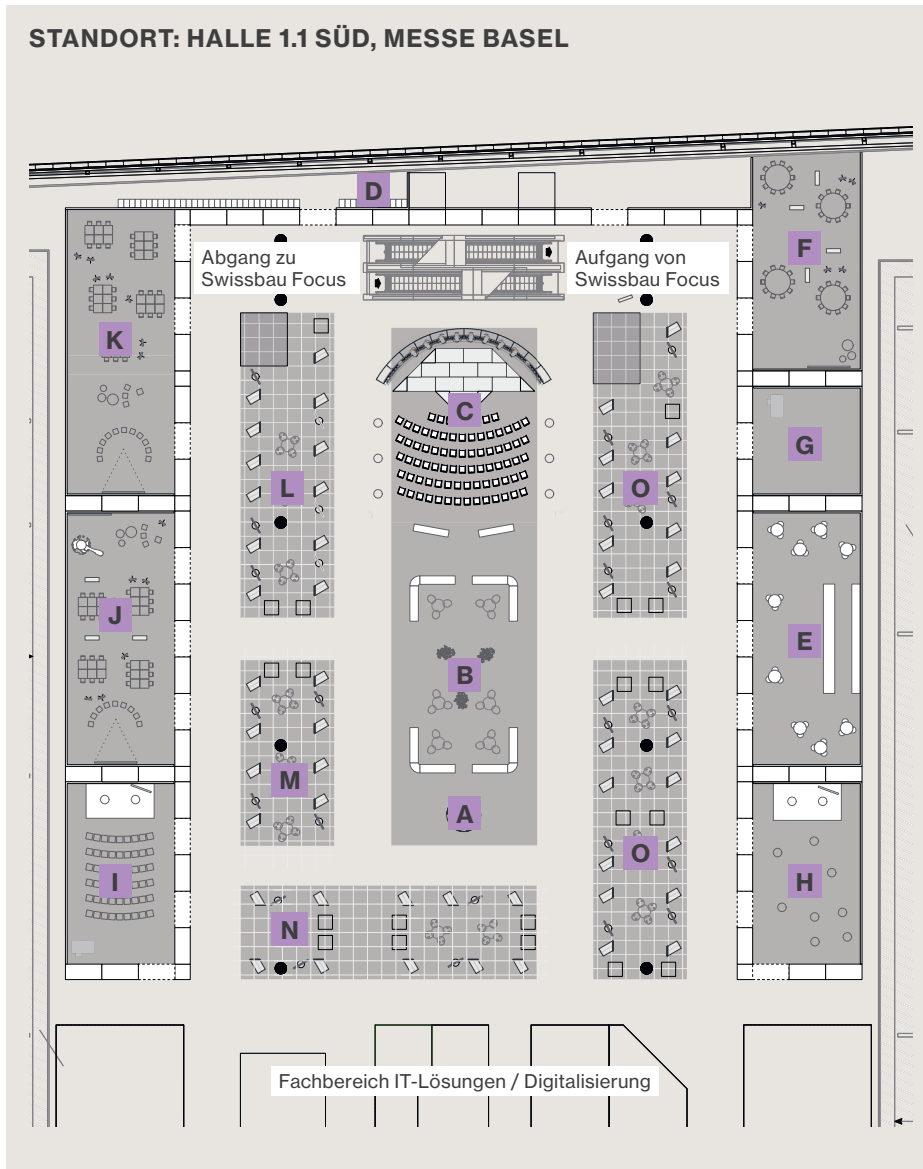 STANDORT: HALLE 1.1 SÜD, MESSE BASEL
D
Abgang zu
Swissbau Focus
Aufgang von
Swissbau Focus
F
K
C
G
L
O
J
E
B
M
A
O
I
H
N
Fachbereich IT-Lösungen / Digitalisierung